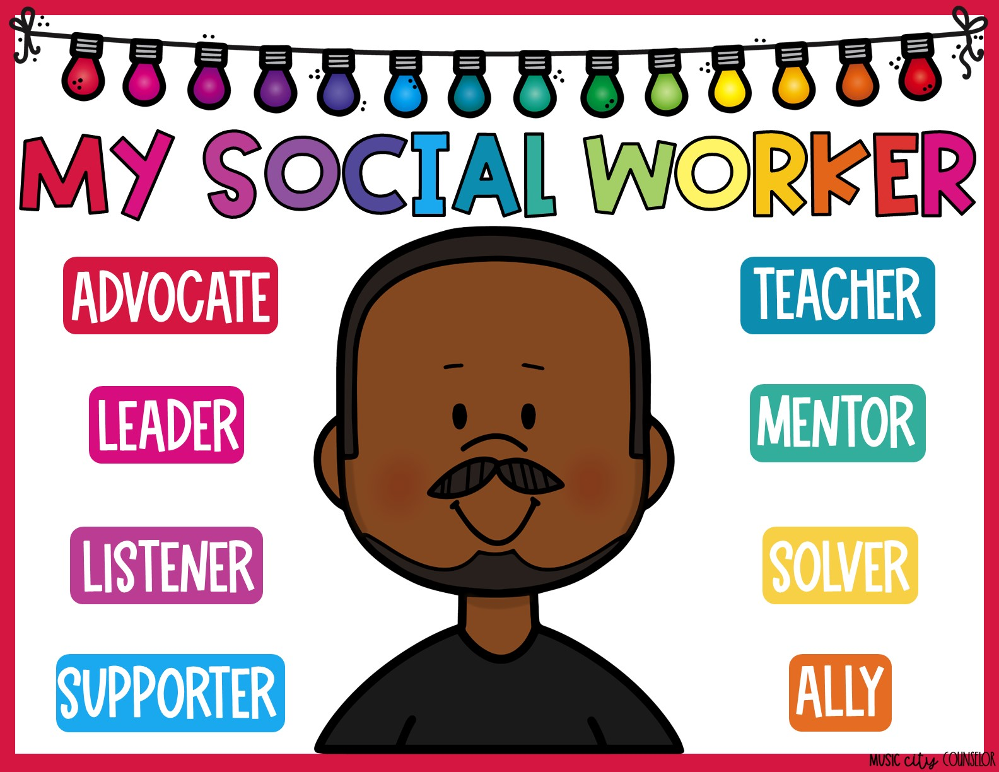 MY SOCIAL WORKER
ADVOCATE
TEACHER
LEADER
MENTOR
LISTENER
SOLVER
SUPPORTER
ALLY
MUSIC city COUNSELOR